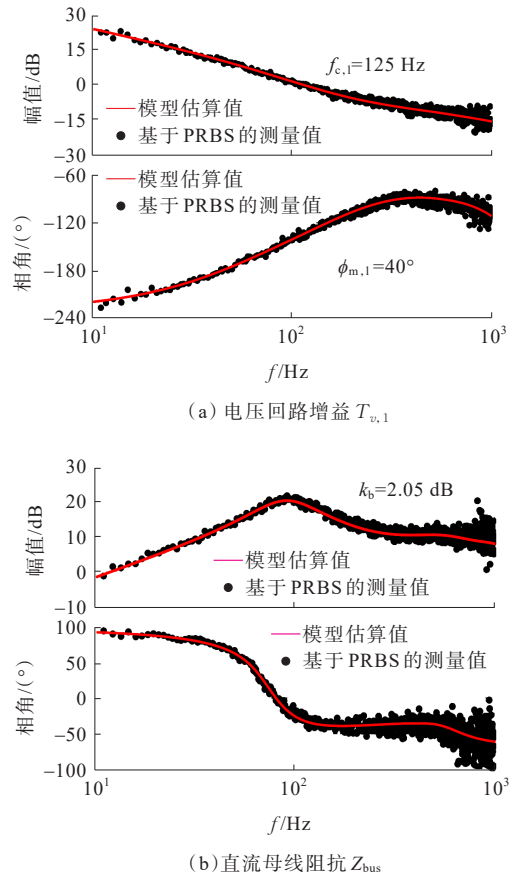 30
15
0
-15
30
幅值/dB
f_{c,1}=125 Hz
模型估算值
基于PRBS的测量值
-60
-120
-180
-240
相角/(°)
模型估算值
基于PRBS的测量值
ϕ_{m,1}=40°
10^1
10^2
10^3
f/Hz
(a) 电压回路增益 T_{v,1}
30
20
10
0
-10
幅值/dB
k_b=2.05 dB
模型估算值
基于PRBS的测量值
100
50
0
-50
-100
相角/(°)
模型估算值
基于PRBS的测量值
10^1
10^2
10^3
f/Hz
(b)直流母线阻抗 Z_{bus}